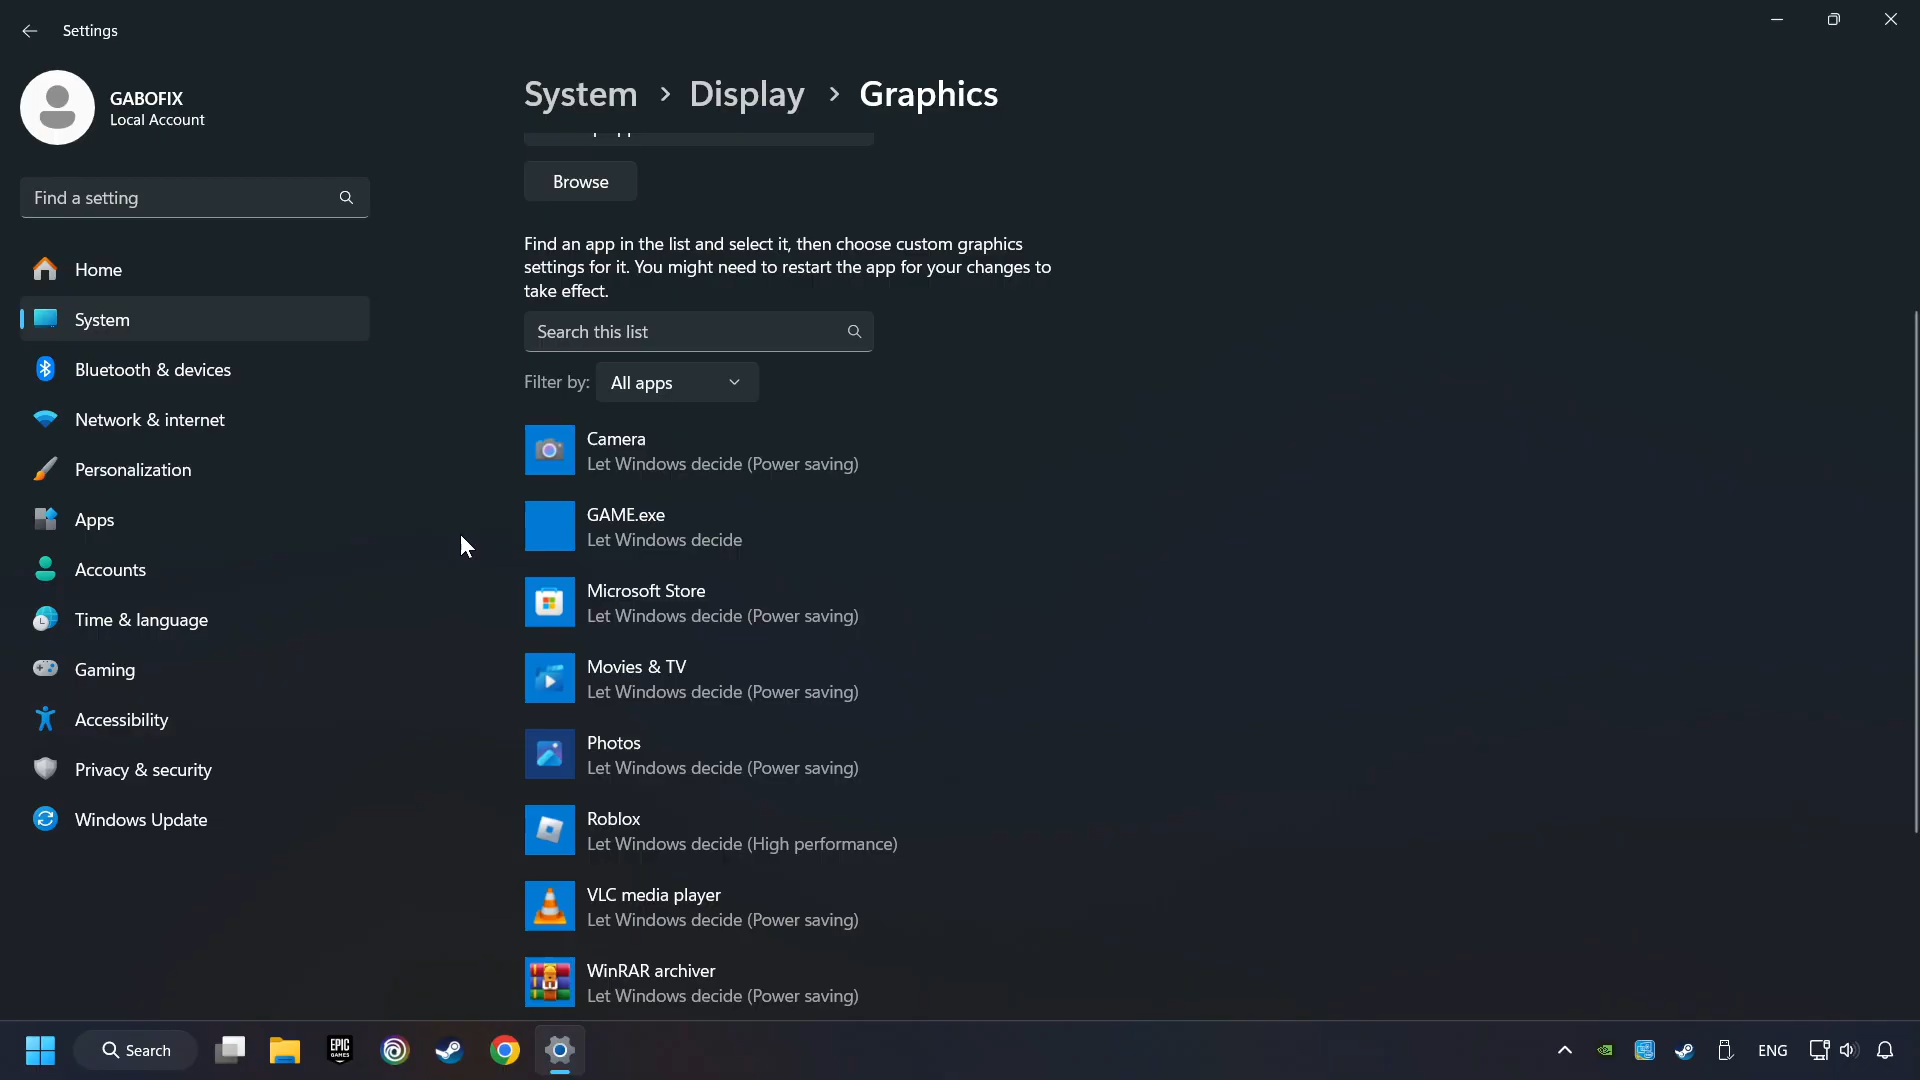 Settings
GABOFIX
Local Account
Find a setting
Home
System
Bluetooth & devices
Network & internet
Personalization
Apps
Accounts
Time & language
Gaming
Accessibility
Privacy & security
Windows Update
System > Display > Graphics
Browse
Find an app in the list and select it, then choose custom graphics
settings for it. You might need to restart the app for your changes to
take effect.
Search this list
Filter by: All apps
Camera
Let Windows decide (Power saving)
GAME.exe
Let Windows decide
Microsoft Store
Let Windows decide (Power saving)
Movies & TV
Let Windows decide (Power saving)
Photos
Let Windows decide (Power saving)
Roblox
Let Windows decide (High performance)
VLC media player
Let Windows decide (Power saving)
WinRAR archiver
Let Windows decide (Power saving)
Search
EPIC
GAMES
ENG